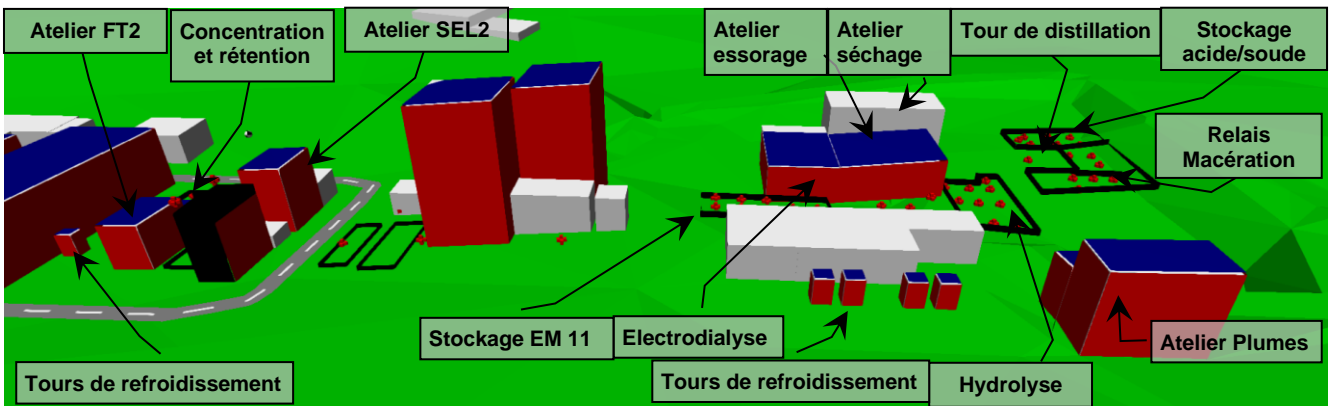 Atelier FT2
Concentration
et rétention
Atelier SEL2
Atelier
essorage
Atelier
séchage
Tour de distillation
Stockage
acide/soude
Relais
Macération
Stockage EM 11
Electrodialyse
Atelier Plumes
Tours de refroidissement
Tours de refroidissement
Hydrolyse